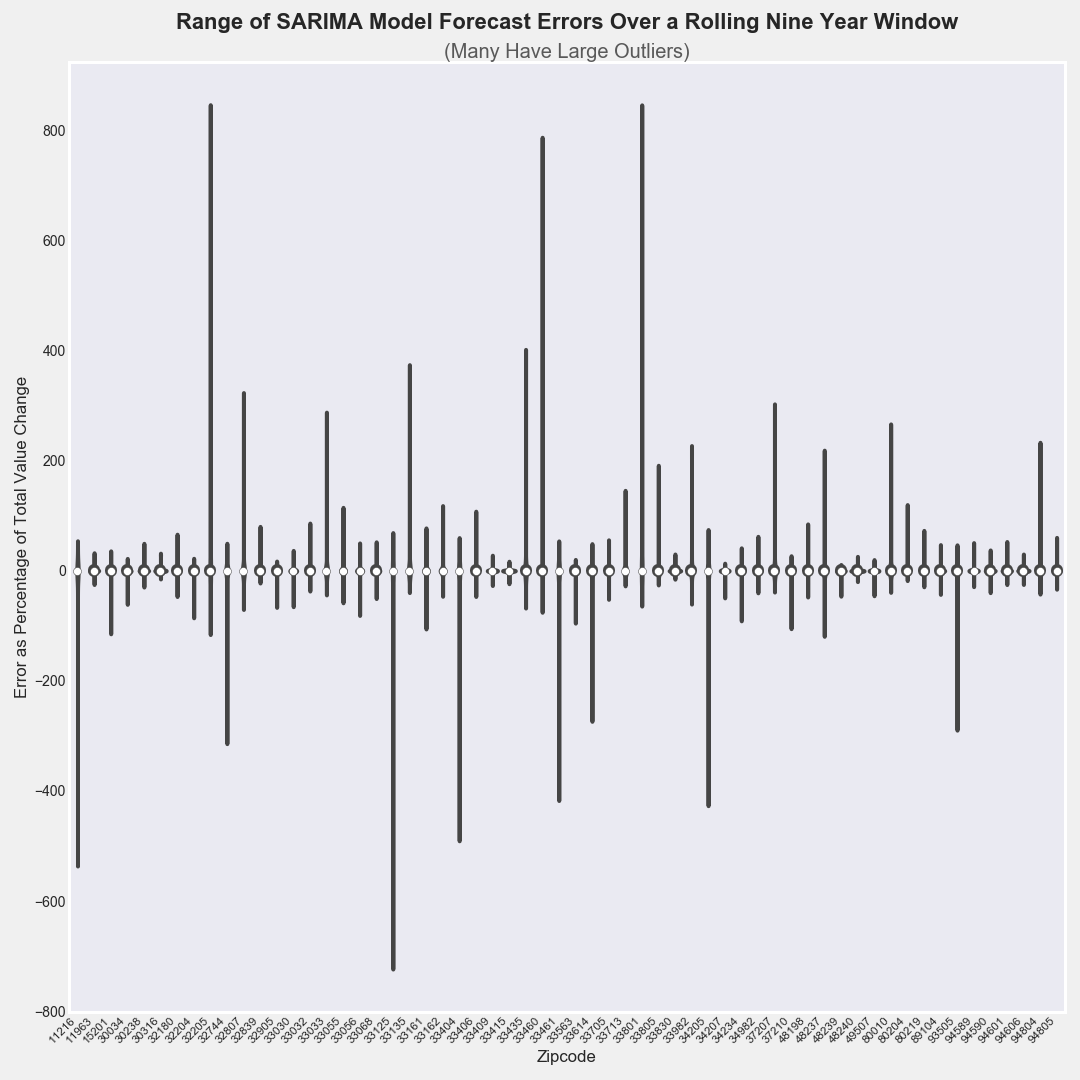 Range of SARIMA Model Forecast Errors Over a Rolling Nine Year Window
(Many Have Large Outliers)
Error as Percentage of Total Value Change
800
600
400
200
0
−200
−400
−600
−800
11216 11963 15201 30034 30238 30316 32180 32204 32205 32744 32807 32839 32905 33030 33032 33033 33055 33056 33068 33125 33135 33161 33162 33404 33406 33409 33415 33435 33460 33461 33563 33614 33705 33713 33801 33805 33830 33982 34205 34207 34234 34982 37207 37210 48198 48237 48239 48240 49507 80010 80204 80219 89104 93505 94589 94590 94601 94606 94804 94805
Zipcode